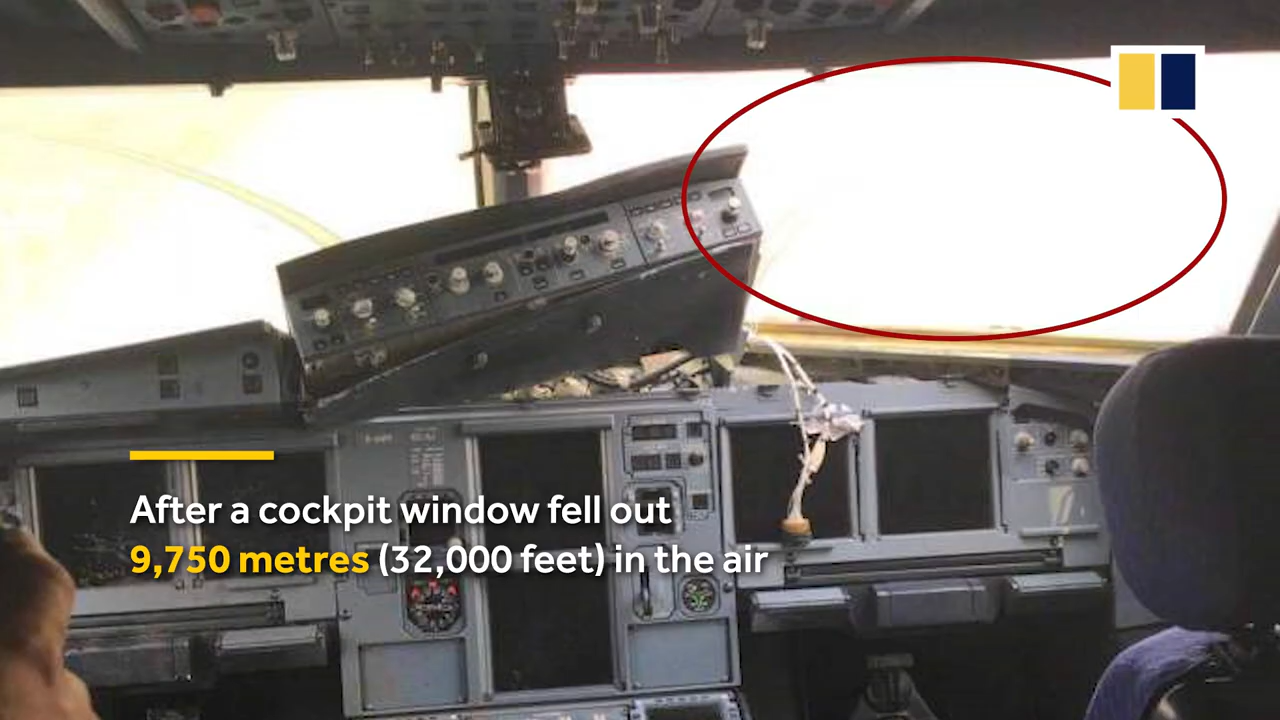 After a cockpit window fell out
9,750 metres (32,000 feet) in the air